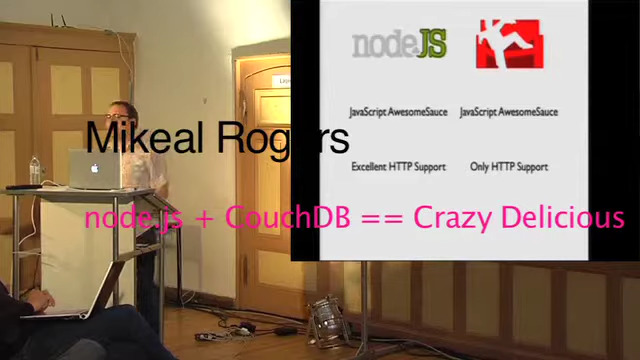 nodeJS
JavaScript AwesomeSauce JavaScript AwesomeSauce
Mikeal Rogers
Excellent HTTP Support Only HTTP Support
node.js + CouchDB == Crazy Delicious